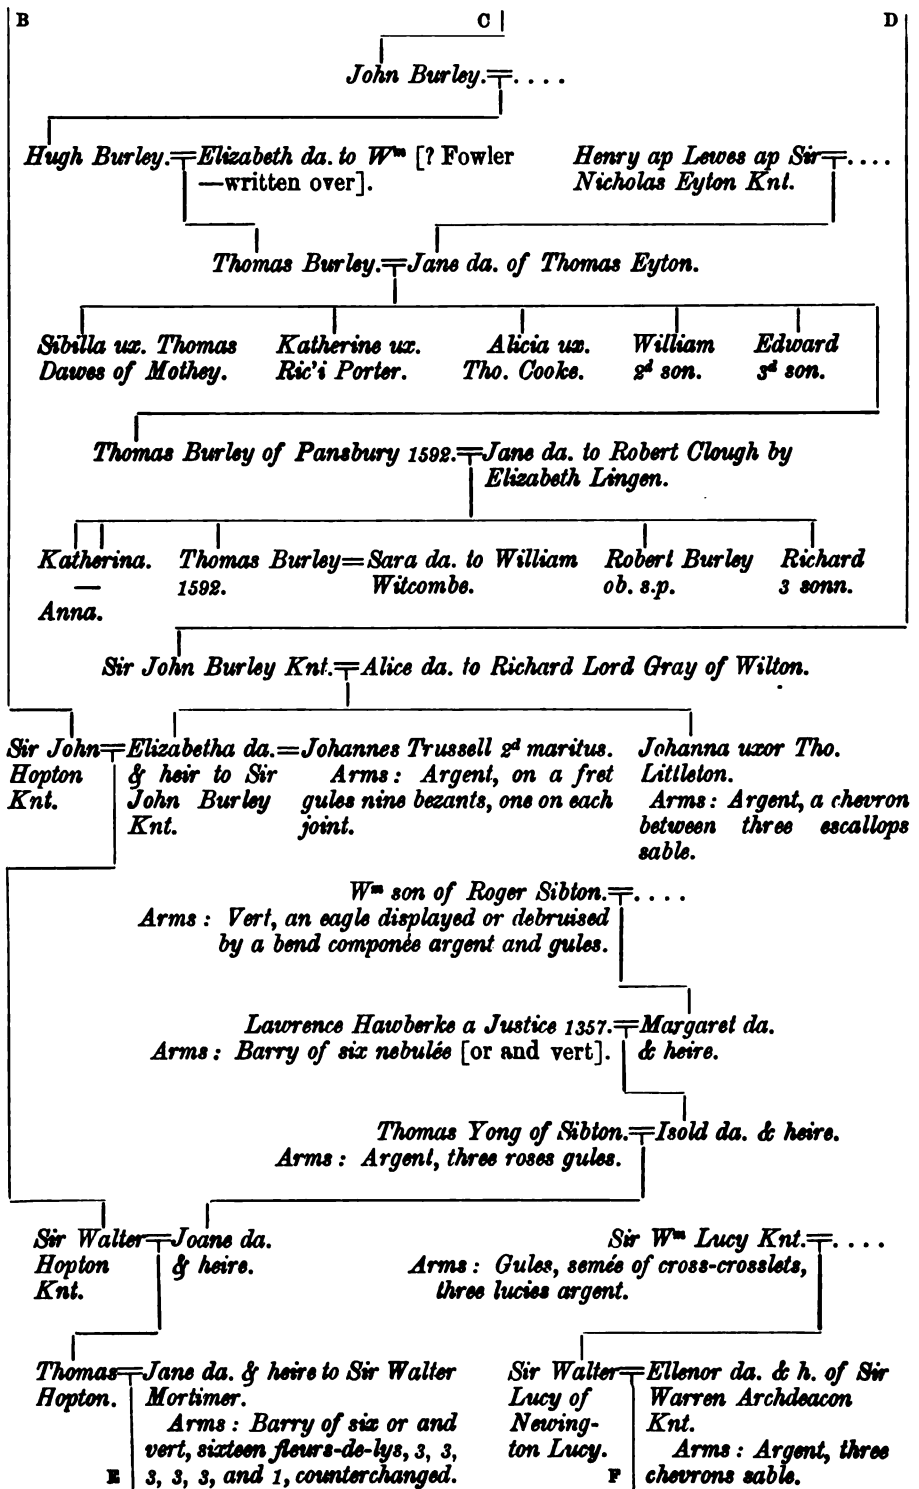 B C D
John Burley. . . . .
Hugh Burley. Elizabeth da. to Wᵐ [? Fowler
—written over].
Henry ap Lewes ap Sir . . . .
Nicholas Eyton Knt.
Thomas Burley. Jane da. of Thomas Eyton.
Sibilla ux. Thomas
Dawes of Mothey.
Katherine ux.
Ric'i Porter.
Alicia ux.
Tho. Cooke.
William
2ᵈ son.
Edward
3ᵈ son.
Thomas Burley of Pansbury 1592. Jane da. to Robert Clough by
Elizabeth Lingen.
Katherina.
—
Anna.
Thomas Burley=Sara da. to William
1592. Witcombe.
Robert Burley
ob. s.p.
Richard
3 sonn.
Sir John Burley Knt. Alice da. to Richard Lord Gray of Wilton.
Sir John
Hopton
Knt.
Elizabetha da.=
& heir to Sir
John Burley
Knt.
Johannes Trussell 2ᵈ maritus.
Arms: Argent, on a fret
gules nine bezants, one on each
joint.
Johanna uxor Tho.
Littleton.
Arms: Argent, a chevron
between three escallops
sable.
Wᵐ son of Roger Sibton. . . . .
Arms: Vert, an eagle displayed or debruised
by a bend componée argent and gules.
Lawrence Hawberke a Justice 1357. Margaret da.
Arms: Barry of six nebulée [or and vert]. & heire.
Thomas Yong of Sibton. Isold da. & heire.
Arms: Argent, three roses gules.
Sir Walter
Hopton
Knt.
Joane da.
& heire.
Sir Wᵐ Lucy Knt. . . . .
Arms: Gules, semée of cross-crosslets,
three lucies argent.
Thomas
Hopton.
Jane da. & heire to Sir Walter
Mortimer.
Arms: Barry of six or and
vert, sixteen fleurs-de-lys, 3, 3,
3, 3, 3, and 1, counterchanged.
E
Sir Walter
Lucy of
Newing-
ton Lucy.
Ellenor da. & h. of Sir
Warren Archdeacon
Knt.
Arms: Argent, three
chevrons sable.
F